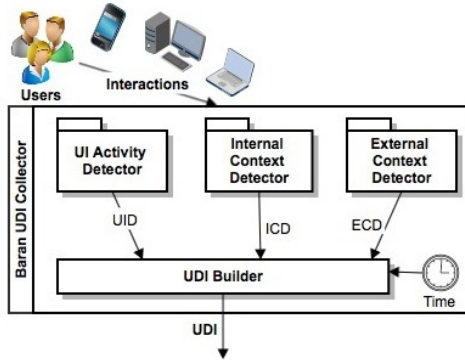 Users
Interactions
Baran UDI Collector
UI Activity
Detector
Internal
Context
Detector
External
Context
Detector
UID
ICD
ECD
UDI Builder
Time
UDI